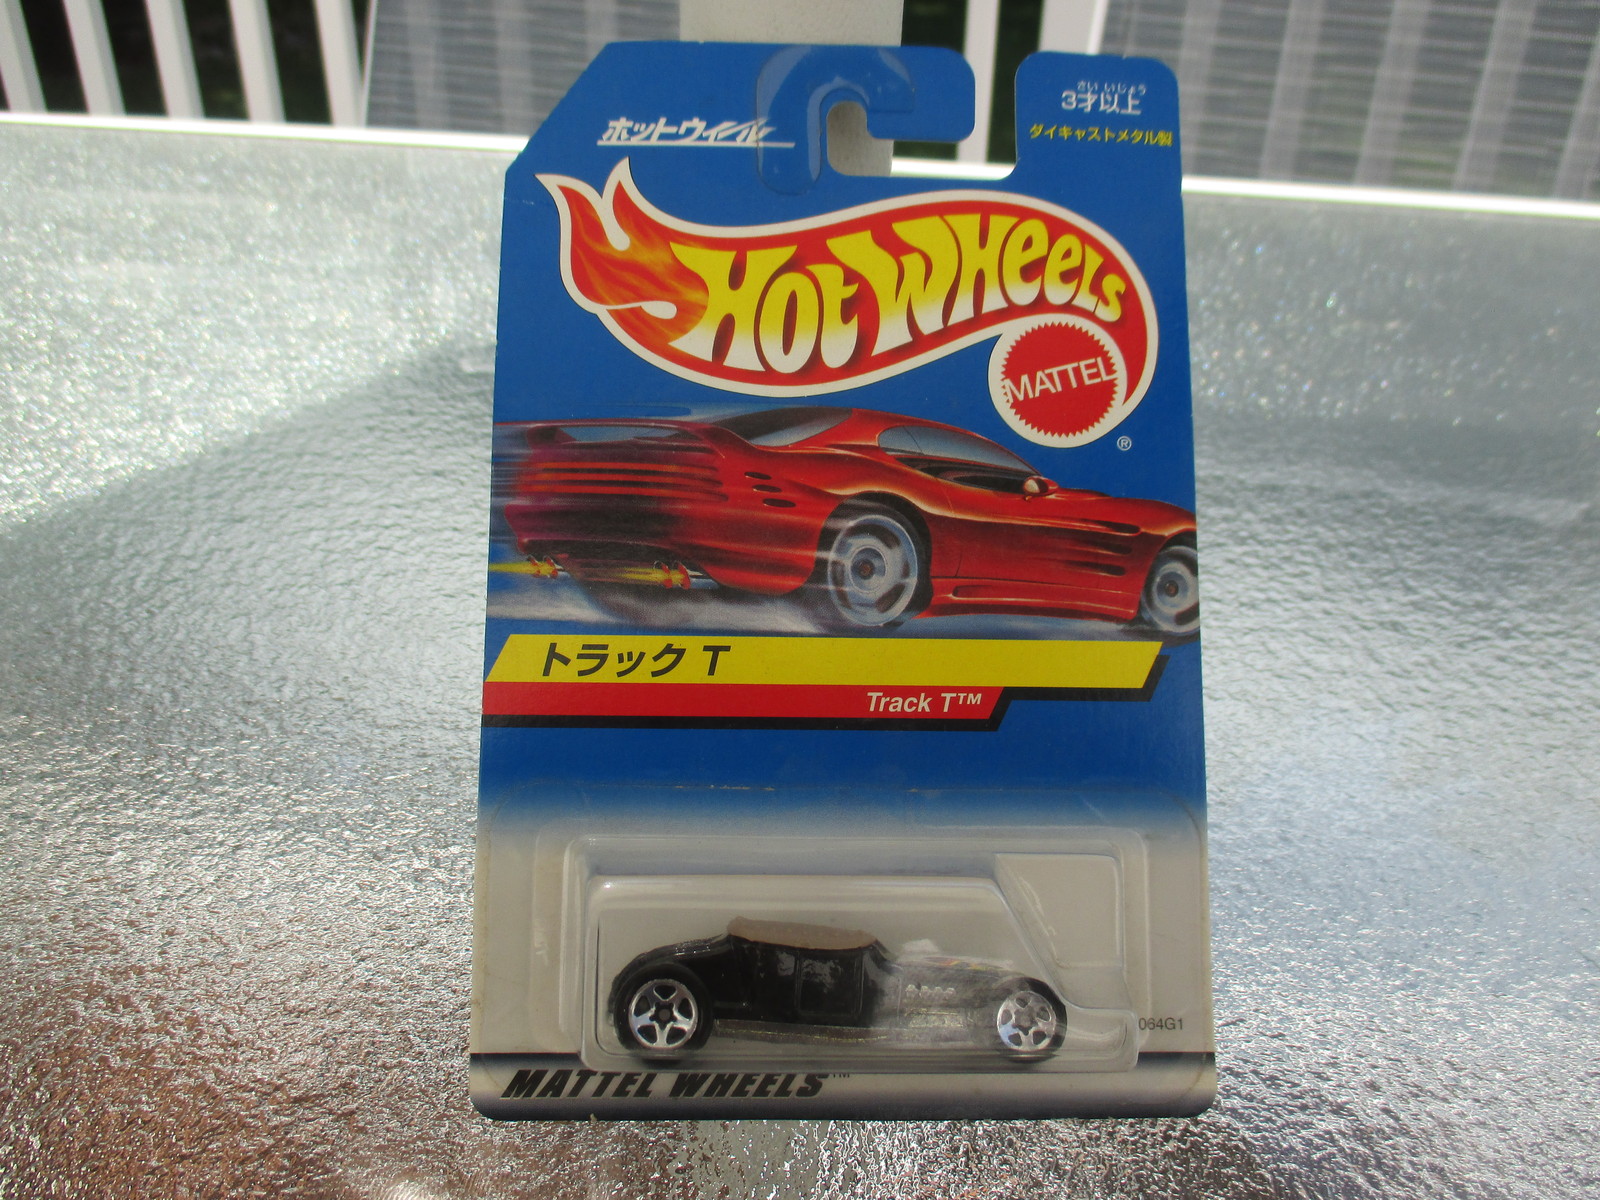 ホットウィール
さい いじょう
3才以上
ダイキャストメタル製
HOT WHEELS
MATTEL
®
トラック T
Track T™
064G1
MATTEL WHEELS™